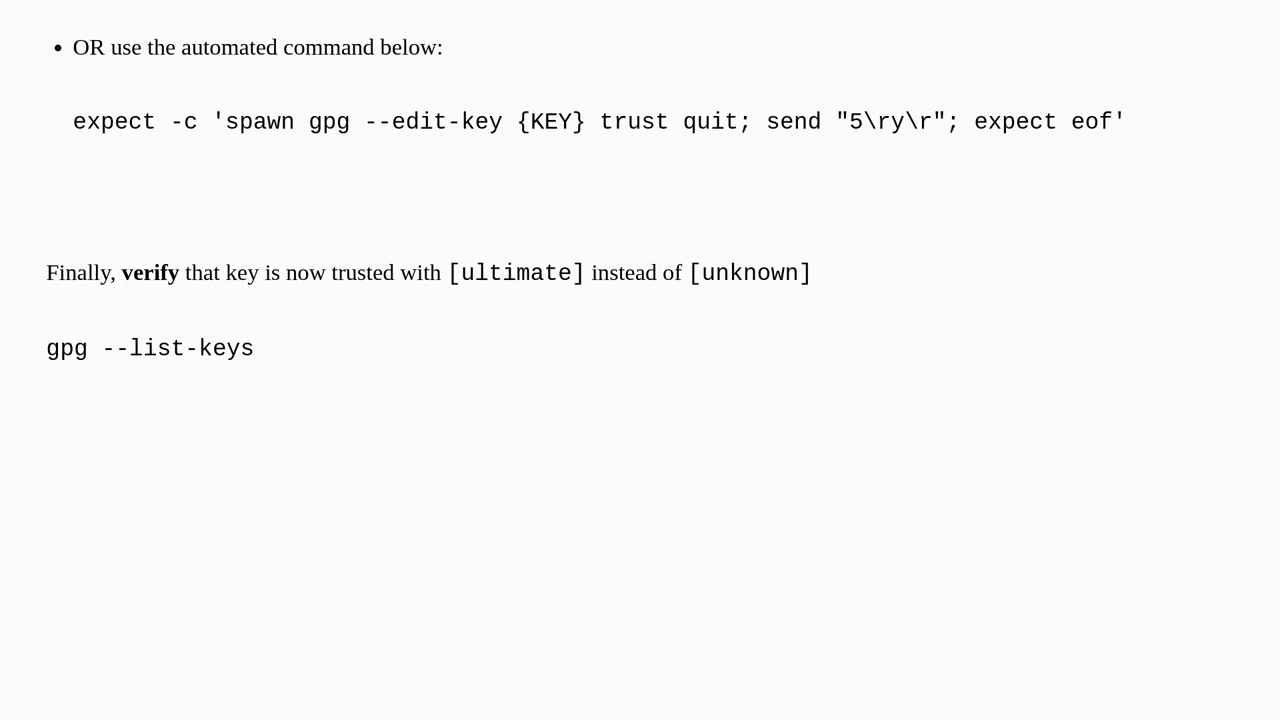 • OR use the automated command below:
expect -c 'spawn gpg --edit-key {KEY} trust quit; send "5\ry\r"; expect eof'
Finally, verify that key is now trusted with [ultimate] instead of [unknown]
gpg --list-keys